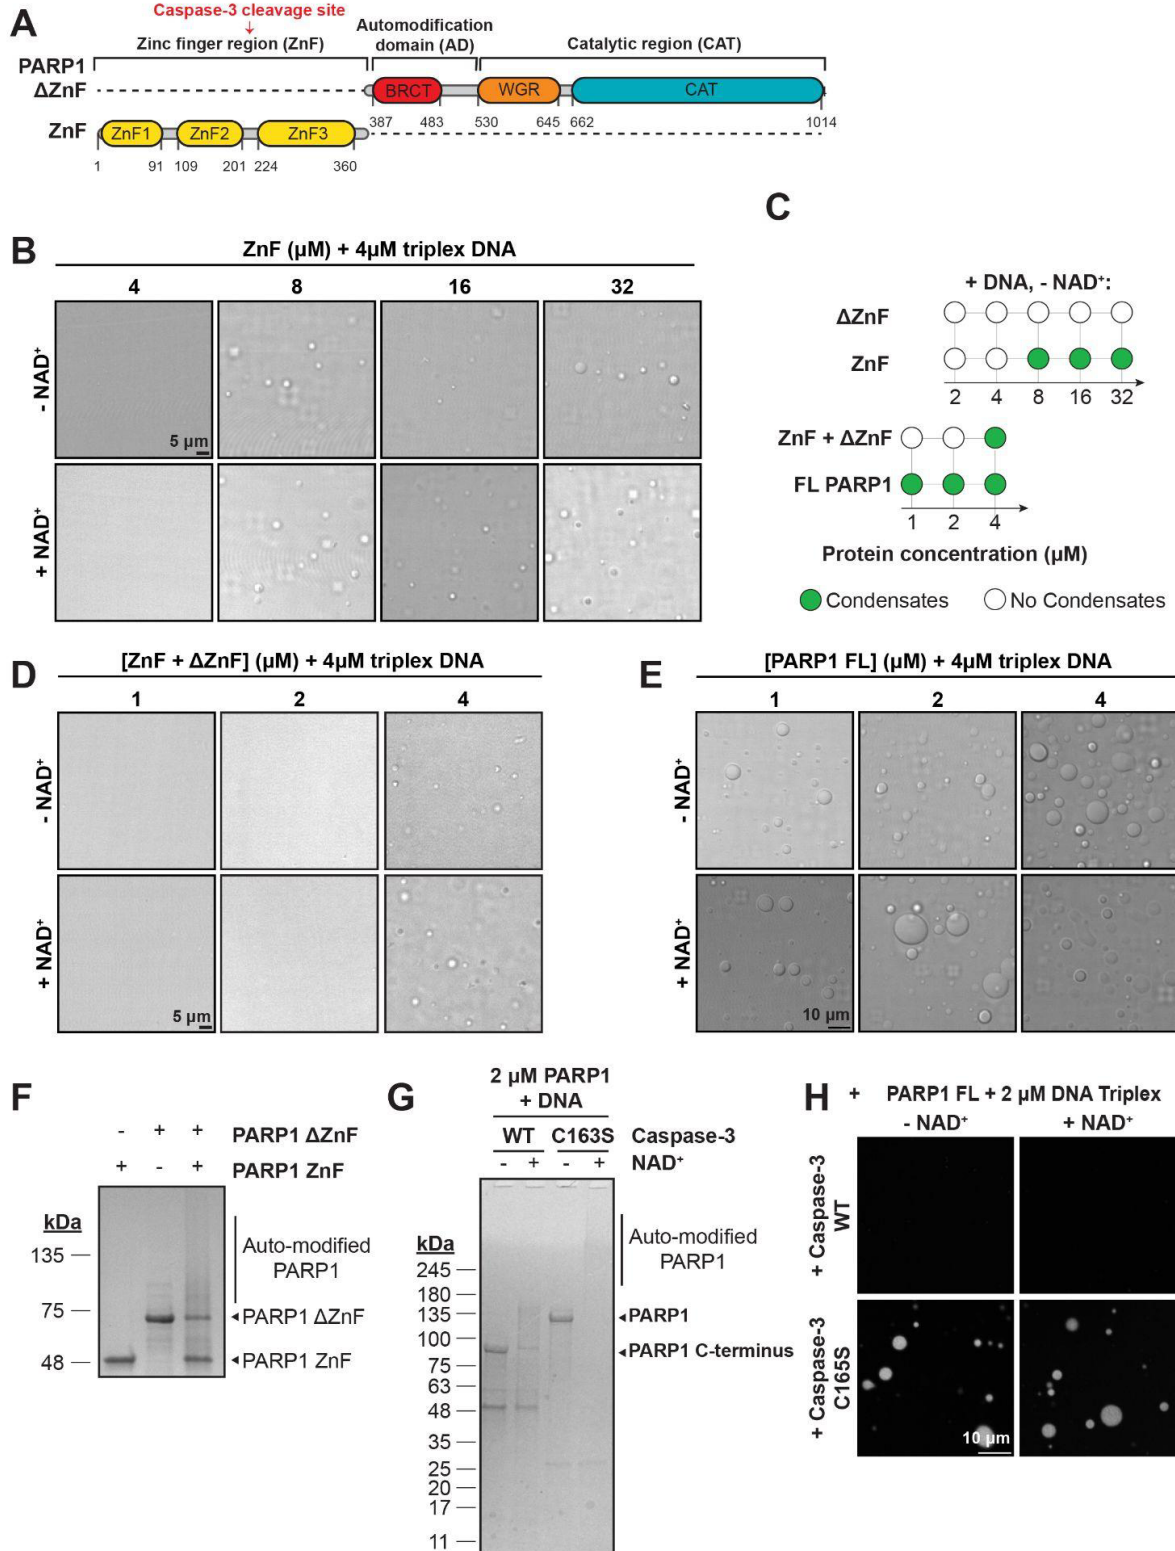 A
Caspase-3 cleavage site
↓
Zinc finger region (ZnF)
Automodification
domain (AD)
Catalytic region (CAT)
PARP1
ΔZnF
BRCT
WGR
CAT
387 483 530 645 662 1014
ZnF
ZnF1
ZnF2
ZnF3
1 91 109 201 224 360
B
ZnF (μM) + 4μM triplex DNA
4 8 16 32
- NAD⁺
5 μm
+ NAD⁺
C
+ DNA, - NAD⁺:
ΔZnF
ZnF
2 4 8 16 32
ZnF + ΔZnF
FL PARP1
1 2 4
Protein concentration (μM)
Condensates
No Condensates
D
[ZnF + ΔZnF] (μM) + 4μM triplex DNA
1 2 4
- NAD⁺
+ NAD⁺
5 μm
E
[PARP1 FL] (μM) + 4μM triplex DNA
1 2 4
- NAD⁺
+ NAD⁺
10 μm
F
- + + PARP1 ΔZnF
+ - + PARP1 ZnF
kDa
135
75
48
Auto-modified
PARP1
PARP1 ΔZnF
PARP1 ZnF
G
2 μM PARP1
+ DNA
WT C163S Caspase-3
- + - + NAD⁺
kDa
245
180
135
100
75
63
48
35
25
20
17
11
Auto-modified
PARP1
PARP1
PARP1 C-terminus
H
+ PARP1 FL + 2 μM DNA Triplex
- NAD⁺ + NAD⁺
+ Caspase-3
WT
+ Caspase-3
C165S
10 μm